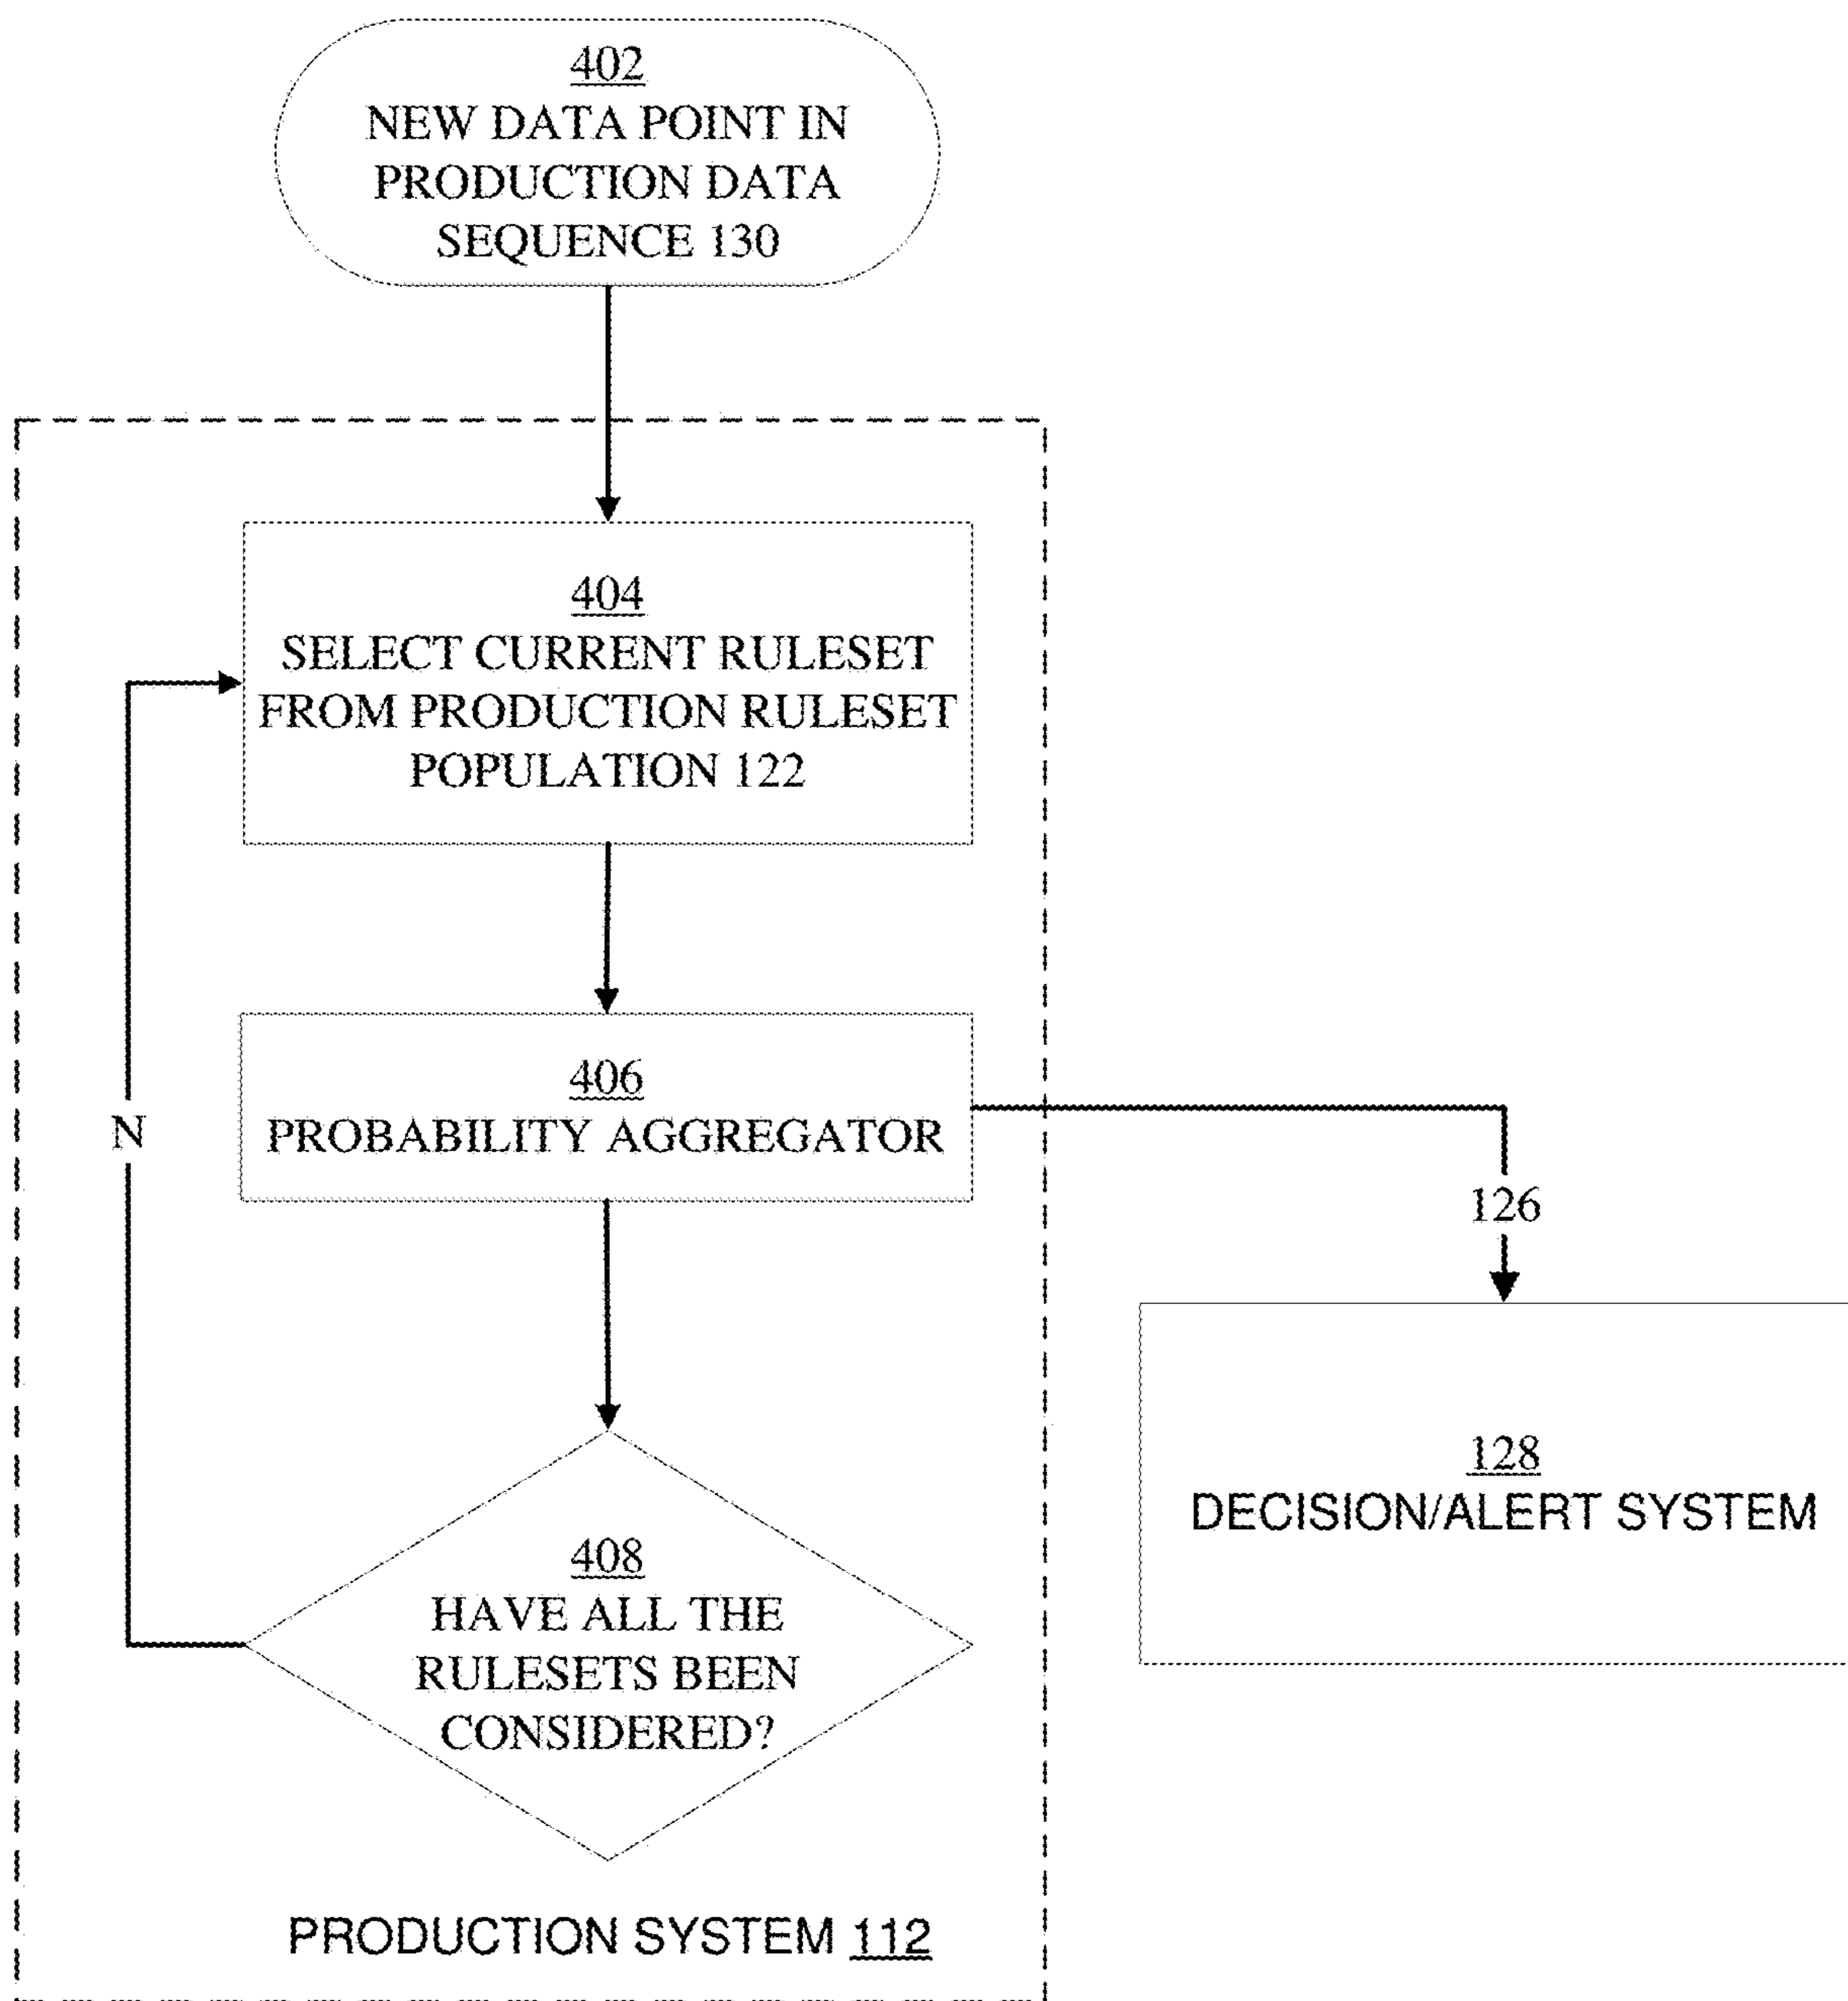 402
NEW DATA POINT IN
PRODUCTION DATA
SEQUENCE 130
404
SELECT CURRENT RULESET
FROM PRODUCTION RULESET
POPULATION 122
406
PROBABILITY AGGREGATOR
N
126
128
DECISION/ALERT SYSTEM
408
HAVE ALL THE
RULESETS BEEN
CONSIDERED?
PRODUCTION SYSTEM 112